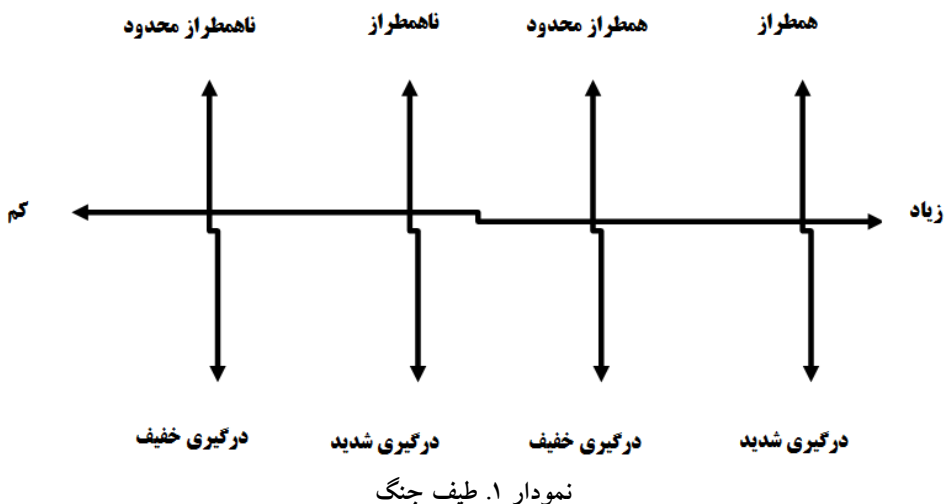 همطراز همطراز محدود ناهمطراز ناهمطراز محدود
زیاد کم
درگیری شدید درگیری خفیف درگیری شدید درگیری خفیف
نمودار ۱. طیف جنگ